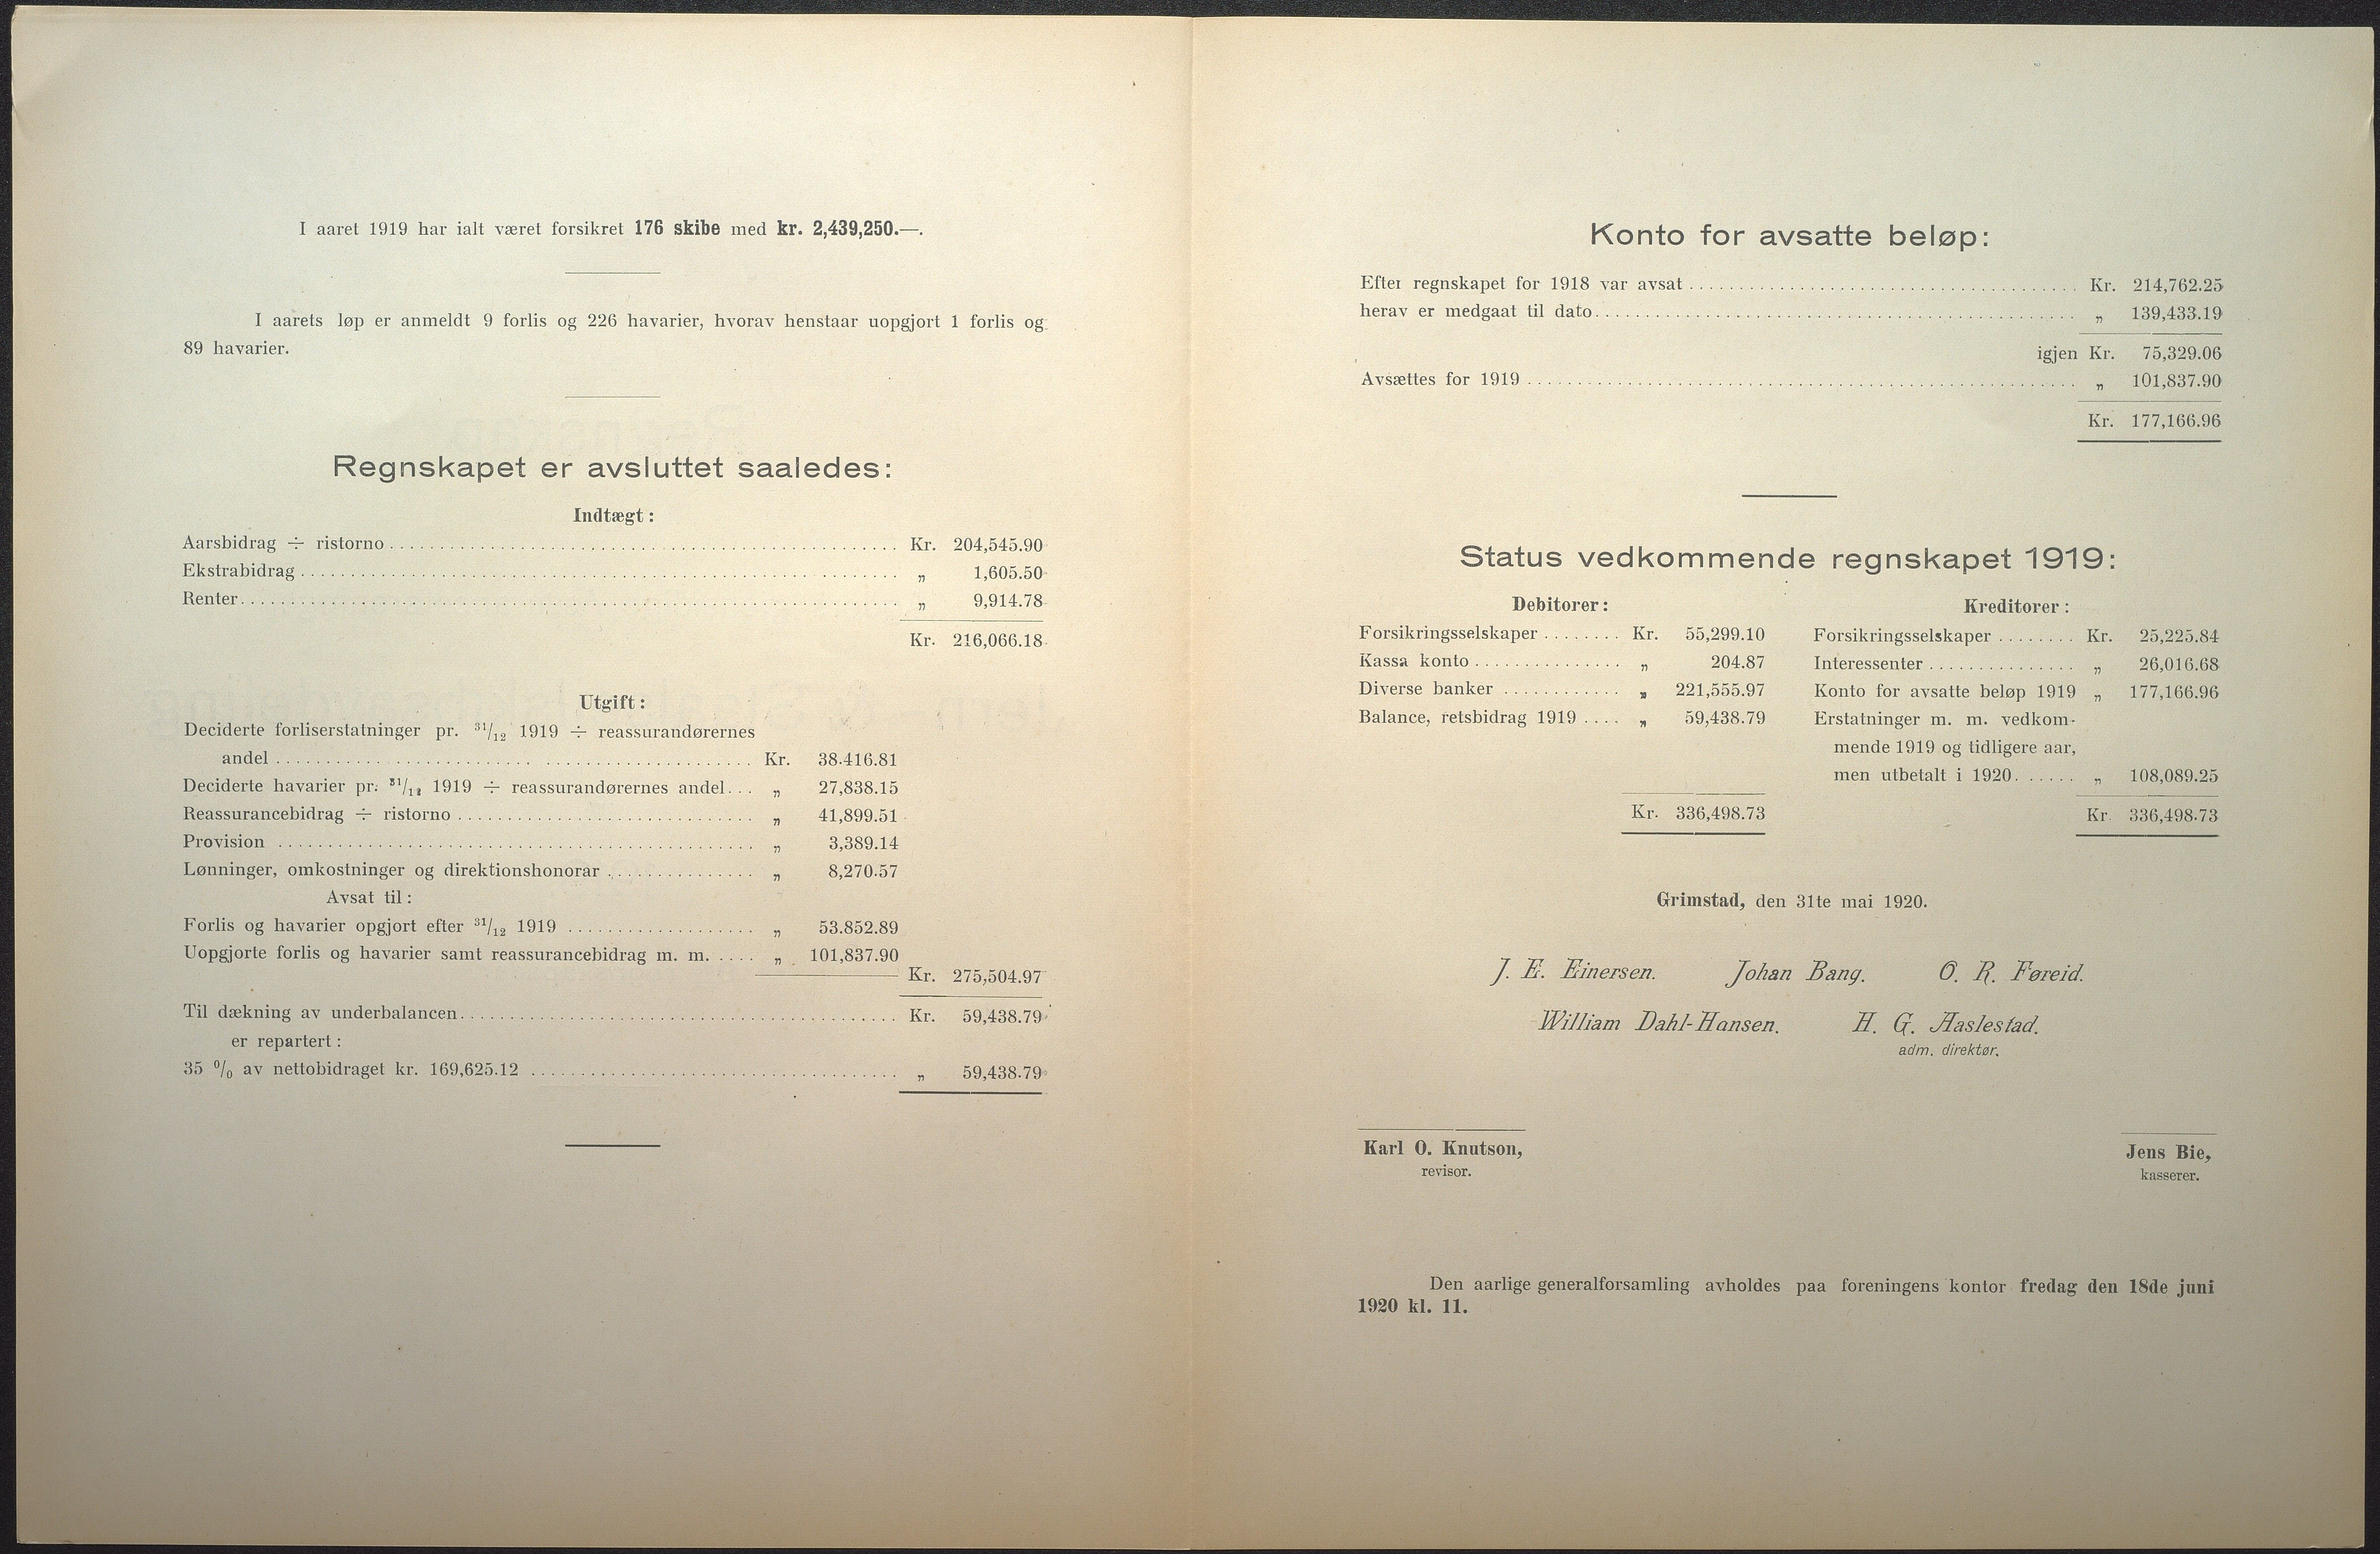 I aaret 1919 har ialt været forsikret 176 skibe med kr. 2,439,250.—.
I aarets løp er anmeldt 9 forlis og 226 havarier, hvorav henstaar uopgjort 1 forlis og
89 havarier.
Regnskapet er avsluttet saaledes:
Indtægt:
Aarsbidrag ÷ ristorno ........ Kr. 204,545.90
Ekstrabidrag ........ „ 1,605.50
Renter ........ „ 9,914.78
Kr. 216,066.18
Utgift:
Deciderte forliserstatninger pr. 31/12 1919 ÷ reassurandørernes
andel ........ Kr. 38.416.81
Deciderte havarier pr. 31/12 1919 ÷ reassurandørernes andel... „ 27,838.15
Reassurancebidrag ÷ ristorno ........ „ 41,899.51
Provision ........ „ 3,389.14
Lønninger, omkostninger og direktionshonorar ........ „ 8,270.57
Avsat til:
Forlis og havarier opgjort efter 31/12 1919 ........ „ 53.852.89
Uopgjorte forlis og havarier samt reassurancebidrag m. m. .... „ 101,837.90
Kr. 275,504.97
Til dækning av underbalancen ........ Kr. 59,438.79
er repartert:
35 % av nettobidraget kr. 169,625.12 ........ „ 59,438.79
Konto for avsatte beløp:
Efter regnskapet for 1918 var avsat ........ Kr. 214,762.25
herav er medgaat til dato ........ „ 139,433.19
igjen Kr. 75,329.06
Avsættes for 1919 ........ „ 101,837.90
Kr. 177,166.96
Status vedkommende regnskapet 1919:
Debitorer:
Forsikringsselskaper ........ Kr. 55,299.10
Kassa konto ........ „ 204.87
Diverse banker ........ „ 221,555.97
Balance, retsbidrag 1919 .... „ 59,438.79
Kr. 336,498.73
Kreditorer:
Forsikringsselskaper ........ Kr. 25,225.84
Interessenter ........ „ 26,016.68
Konto for avsatte beløp 1919 „ 177,166.96
Erstatninger m. m. vedkom-
mende 1919 og tidligere aar,
men utbetalt i 1920 ...... „ 108,089.25
Kr 336,498.73
Grimstad, den 31te mai 1920.
J. E. Einersen. Johan Bang. O. R. Føreid.
William Dahl-Hansen. H. G. Haslestad.
adm. direktør.
Karl O. Knutson,
revisor.
Jens Bie,
kasserer.
Den aarlige generalforsamling avholdes paa foreningens kontor fredag den 18de juni
1920 kl. 11.